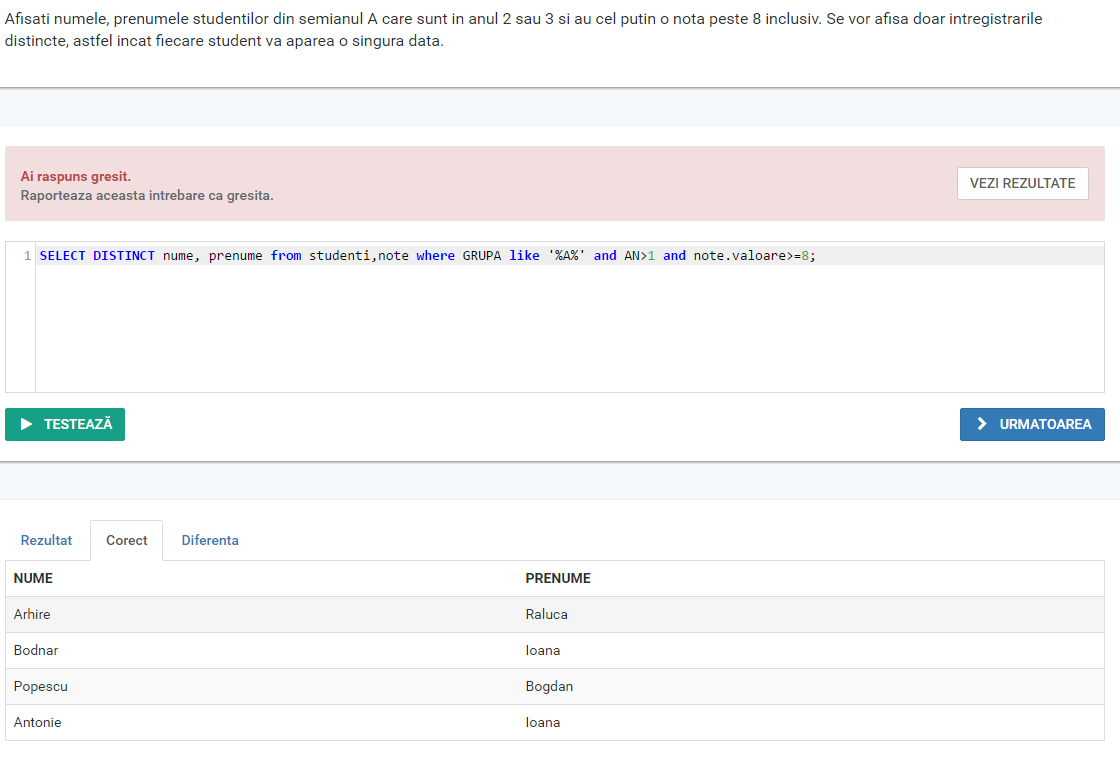 Afisati numele, prenumele studentilor din semianul A care sunt in anul 2 sau 3 si au cel putin o nota peste 8 inclusiv. Se vor afisa doar intregistrarile
distincte, astfel incat fiecare student va aparea o singura data.
Ai raspuns gresit.
Raporteaza aceasta intrebare ca gresita.
VEZI REZULTATE
1 SELECT DISTINCT nume, prenume from studenti,note where GRUPA like '%A%' and AN>1 and note.valoare>=8;
TESTEAZĂ
URMATOAREA
Rezultat Corect Diferenta
NUME PRENUME
Arhire Raluca
Bodnar Ioana
Popescu Bogdan
Antonie Ioana